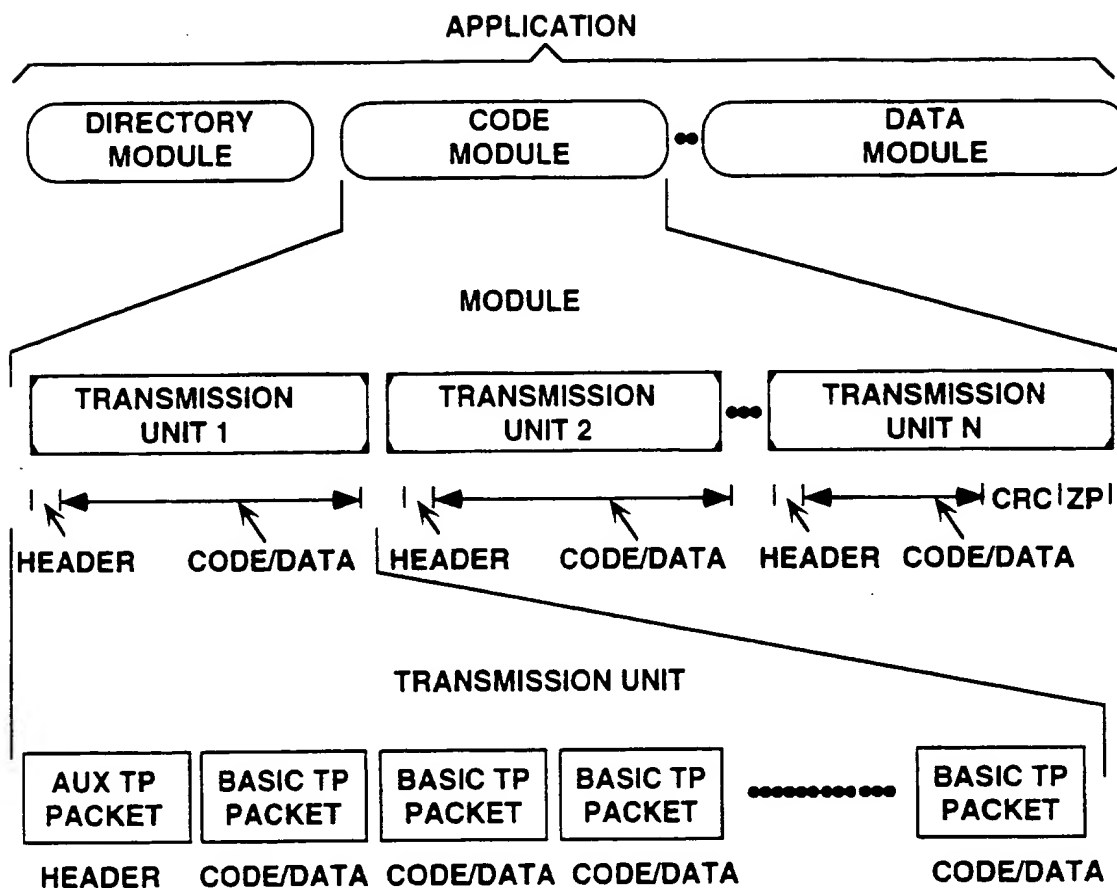 APPLICATION
DIRECTORY MODULE
CODE MODULE
DATA MODULE
MODULE
TRANSMISSION UNIT 1
TRANSMISSION UNIT 2
TRANSMISSION UNIT N
CRC ZP
HEADER CODE/DATA HEADER CODE/DATA HEADER CODE/DATA
TRANSMISSION UNIT
AUX TP PACKET
BASIC TP PACKET
BASIC TP PACKET
BASIC TP PACKET
BASIC TP PACKET
HEADER CODE/DATA CODE/DATA CODE/DATA CODE/DATA